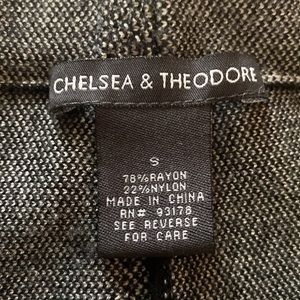 CHELSEA & THEODORE
S
78%RAYON
22%NYLON
MADE IN CHINA
RN# 93178
SEE REVERSE
FOR CARE